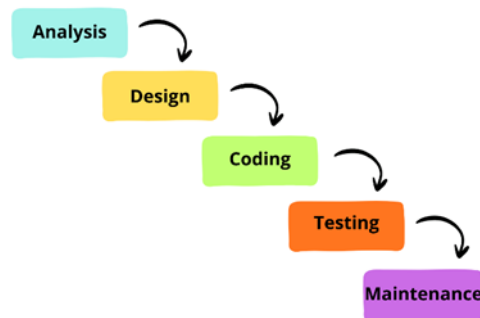 Analysis
Design
Coding
Testing
Maintenance